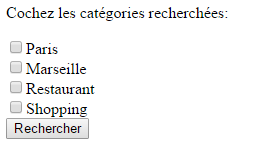 Cochez les catégories recherchées:
Paris
Marseille
Restaurant
Shopping
Rechercher